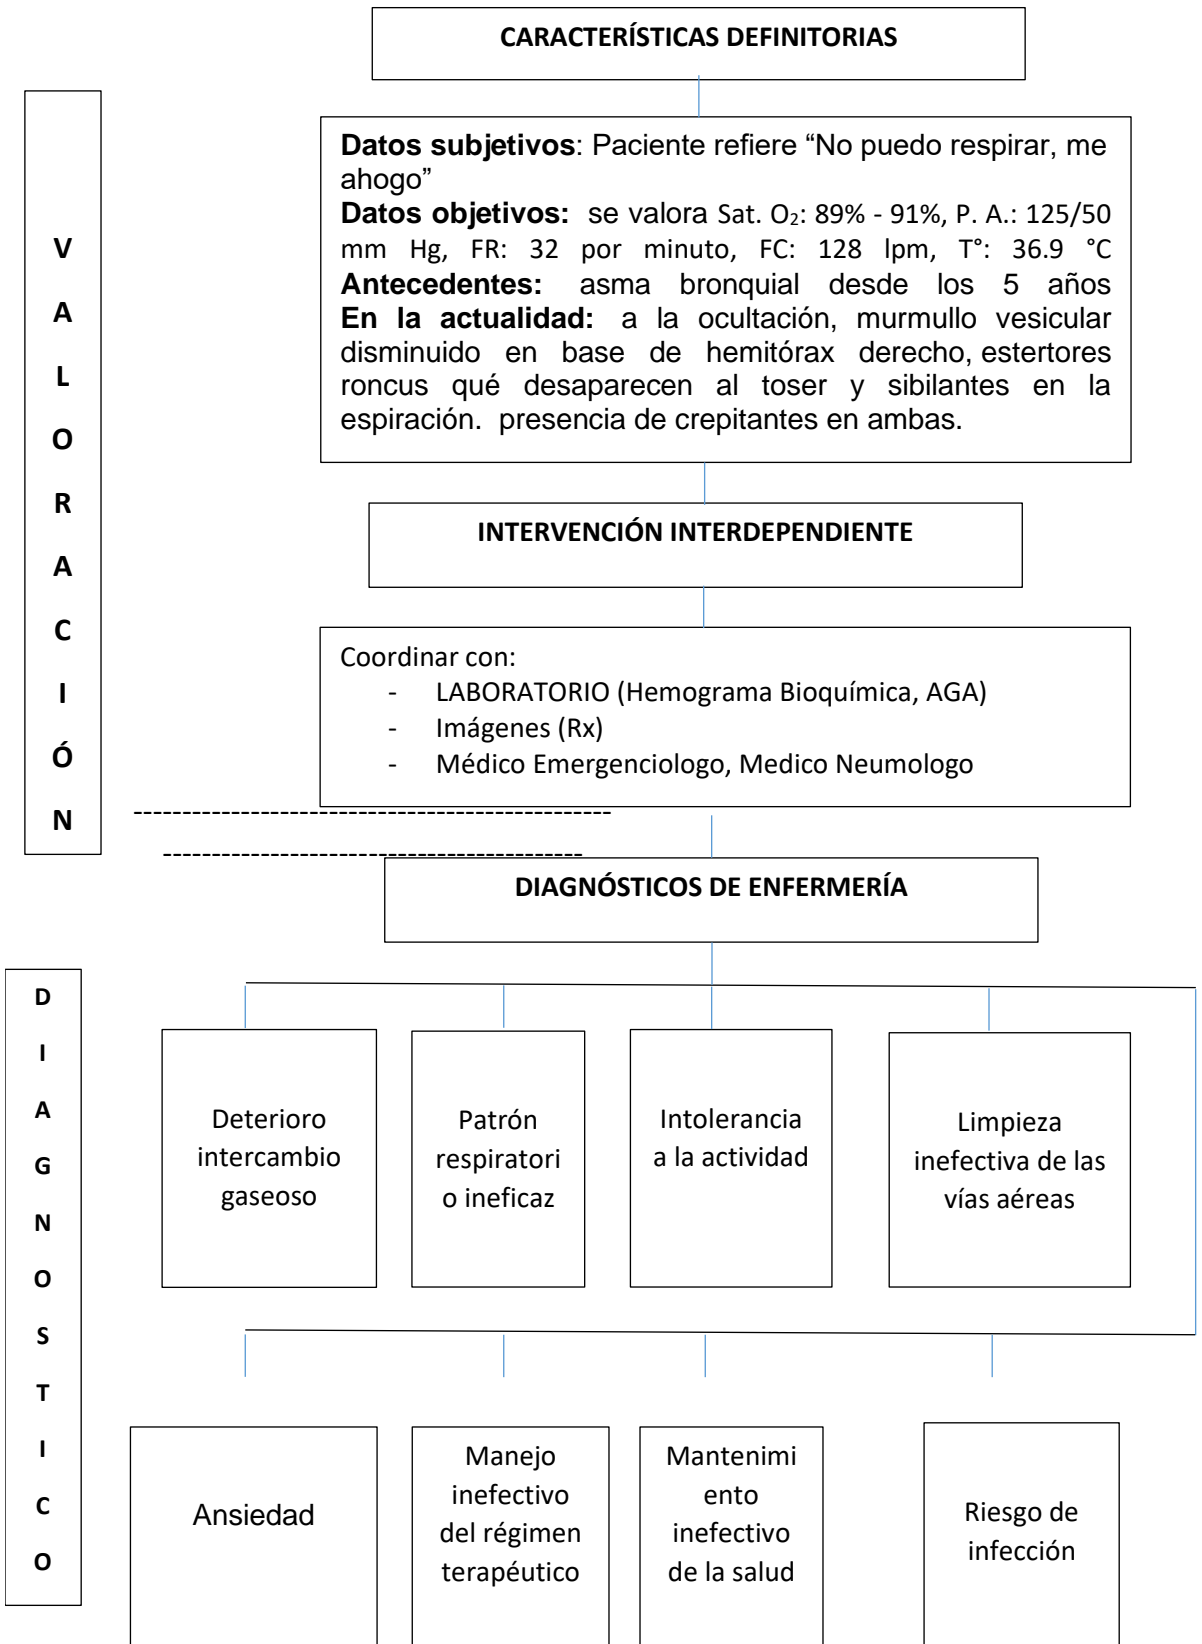 CARACTERÍSTICAS DEFINITORIAS
V
A
L
O
R
A
C
I
Ó
N
Datos subjetivos: Paciente refiere “No puedo respirar, me
ahogo”
Datos objetivos: se valora Sat. O₂: 89% - 91%, P. A.: 125/50
mm Hg, FR: 32 por minuto, FC: 128 lpm, T°: 36.9 °C
Antecedentes: asma bronquial desde los 5 años
En la actualidad: a la ocultación, murmullo vesicular
disminuido en base de hemitórax derecho, estertores
roncus qué desaparecen al toser y sibilantes en la
espiración. presencia de crepitantes en ambas.
INTERVENCIÓN INTERDEPENDIENTE
Coordinar con:
- LABORATORIO (Hemograma Bioquímica, AGA)
- Imágenes (Rx)
- Médico Emergenciologo, Medico Neumologo
DIAGNÓSTICOS DE ENFERMERÍA
D
I
A
G
N
O
S
T
I
C
O
Deterioro
intercambio
gaseoso
Patrón
respiratori
o ineficaz
Intolerancia
a la actividad
Limpieza
inefectiva de las
vías aéreas
Ansiedad
Manejo
inefectivo
del régimen
terapéutico
Mantenimi
ento
inefectivo
de la salud
Riesgo de
infección